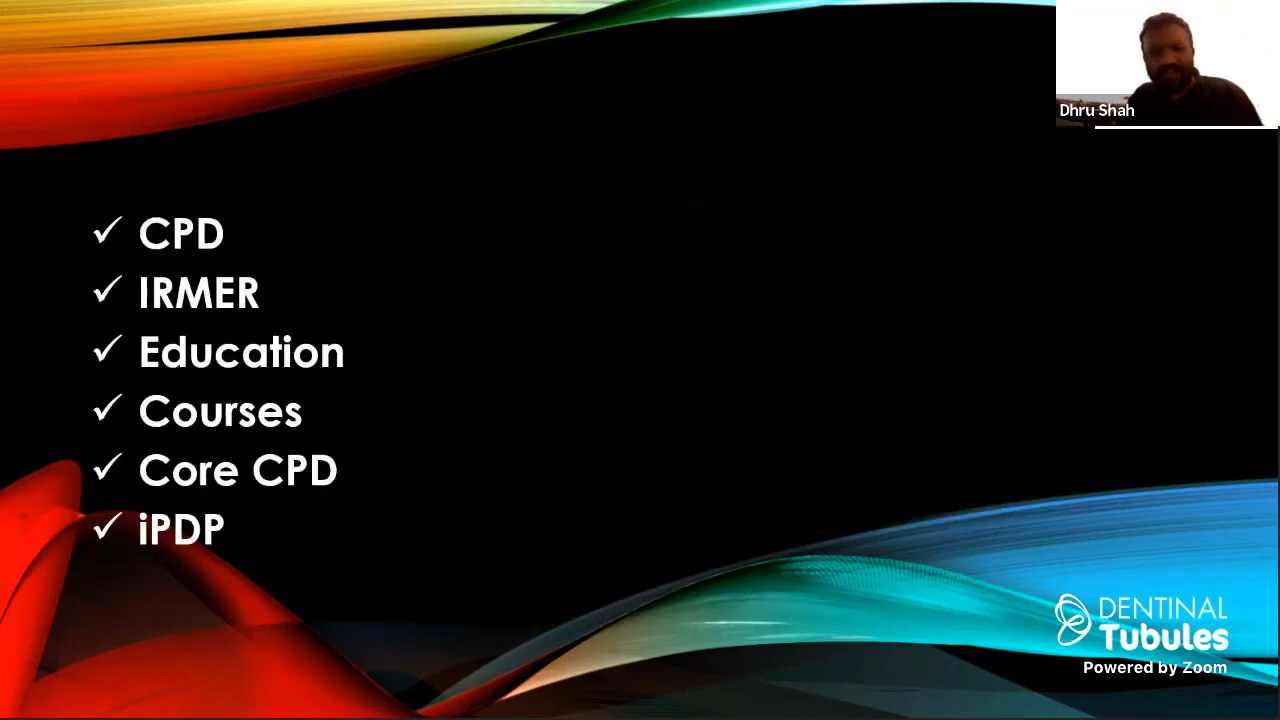 Dhru Shah
✓ CPD
✓ IRMER
✓ Education
✓ Courses
✓ Core CPD
✓ iPDP
DENTINAL
Tubules
Powered by Zoom